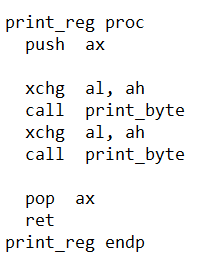 print_reg proc
push ax
xchg al, ah
call print_byte
xchg al, ah
call print_byte
pop ax
ret
print_reg endp